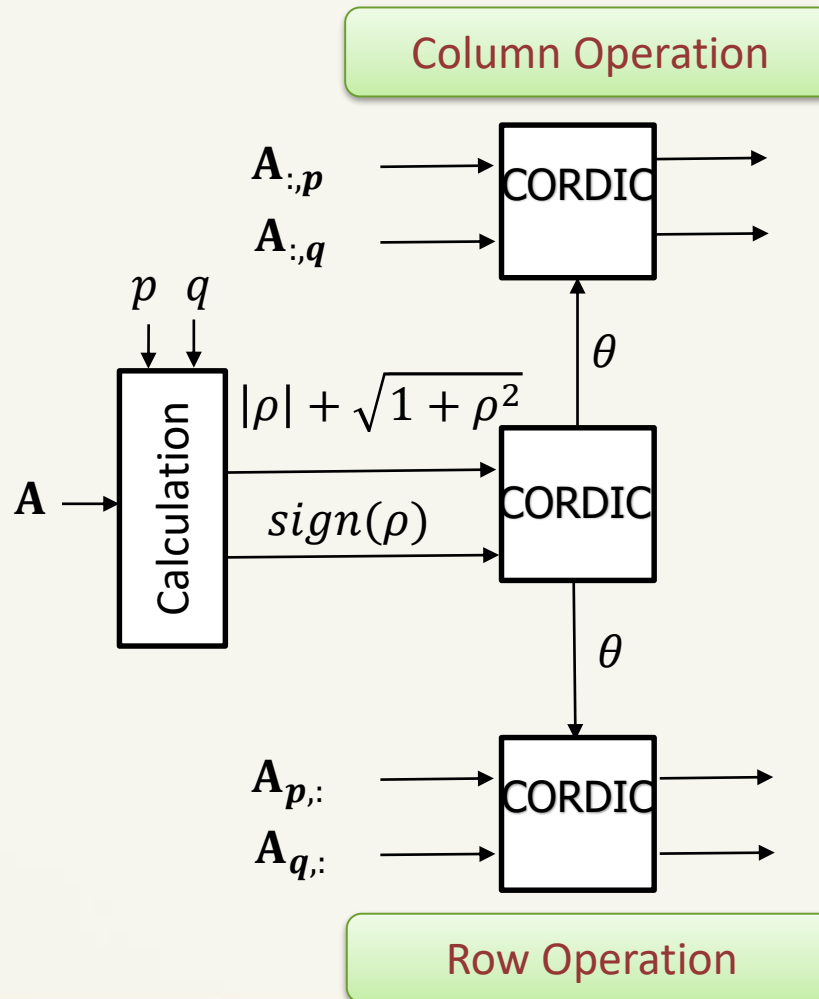 Column Operation
A:,p
A:,q
CORDIC
p q
θ
|ρ| + √1 + ρ²
A
Calculation
sign(ρ)
CORDIC
θ
Ap,:
Aq,:
CORDIC
Row Operation